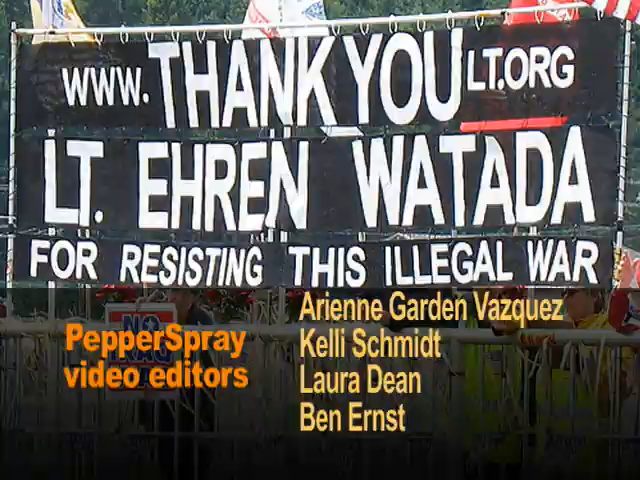 WWW.THANKYOULT.ORG
LT. EHREN WATADA
FOR RESISTING THIS ILLEGAL WAR
PepperSpray
video editors
Arienne Garden Vazquez
Kelli Schmidt
Laura Dean
Ben Ernst
NO